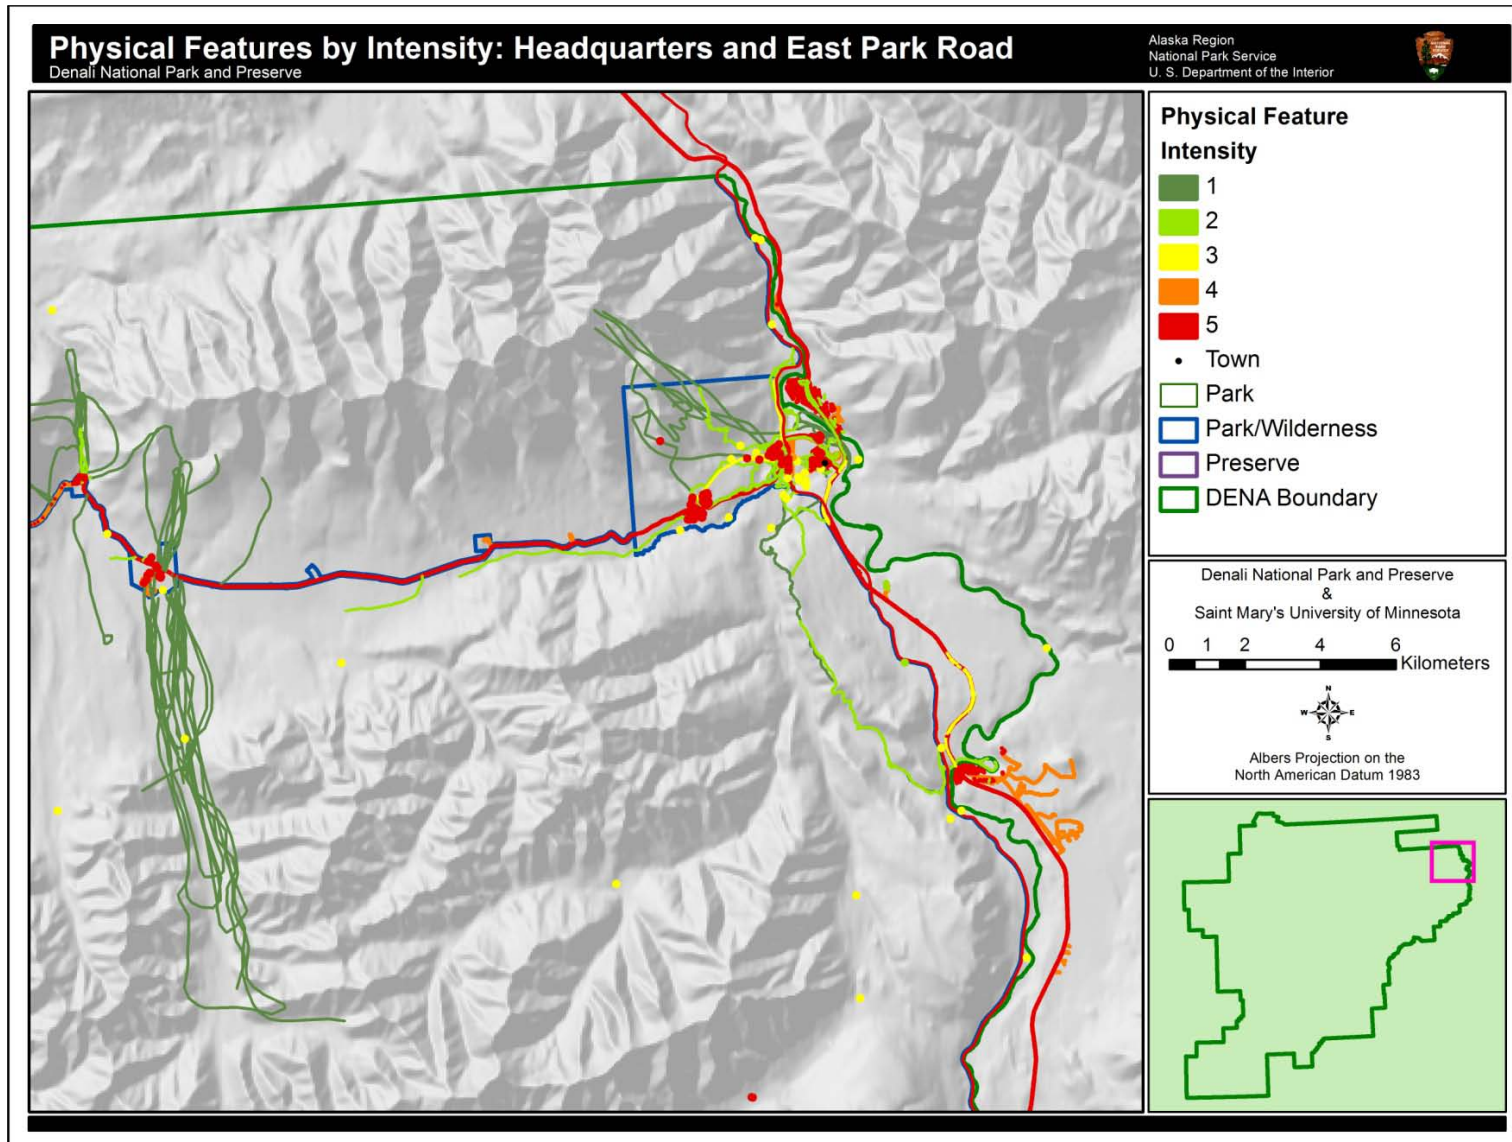 Physical Features by Intensity: Headquarters and East Park Road
Denali National Park and Preserve
Alaska Region
National Park Service
U. S. Department of the Interior
Physical Feature
Intensity
1
2
3
4
5
Town
Park
Park/Wilderness
Preserve
DENA Boundary
Denali National Park and Preserve
&
Saint Mary's University of Minnesota
0 1 2 4 6
Kilometers
N
W E
S
Albers Projection on the
North American Datum 1983